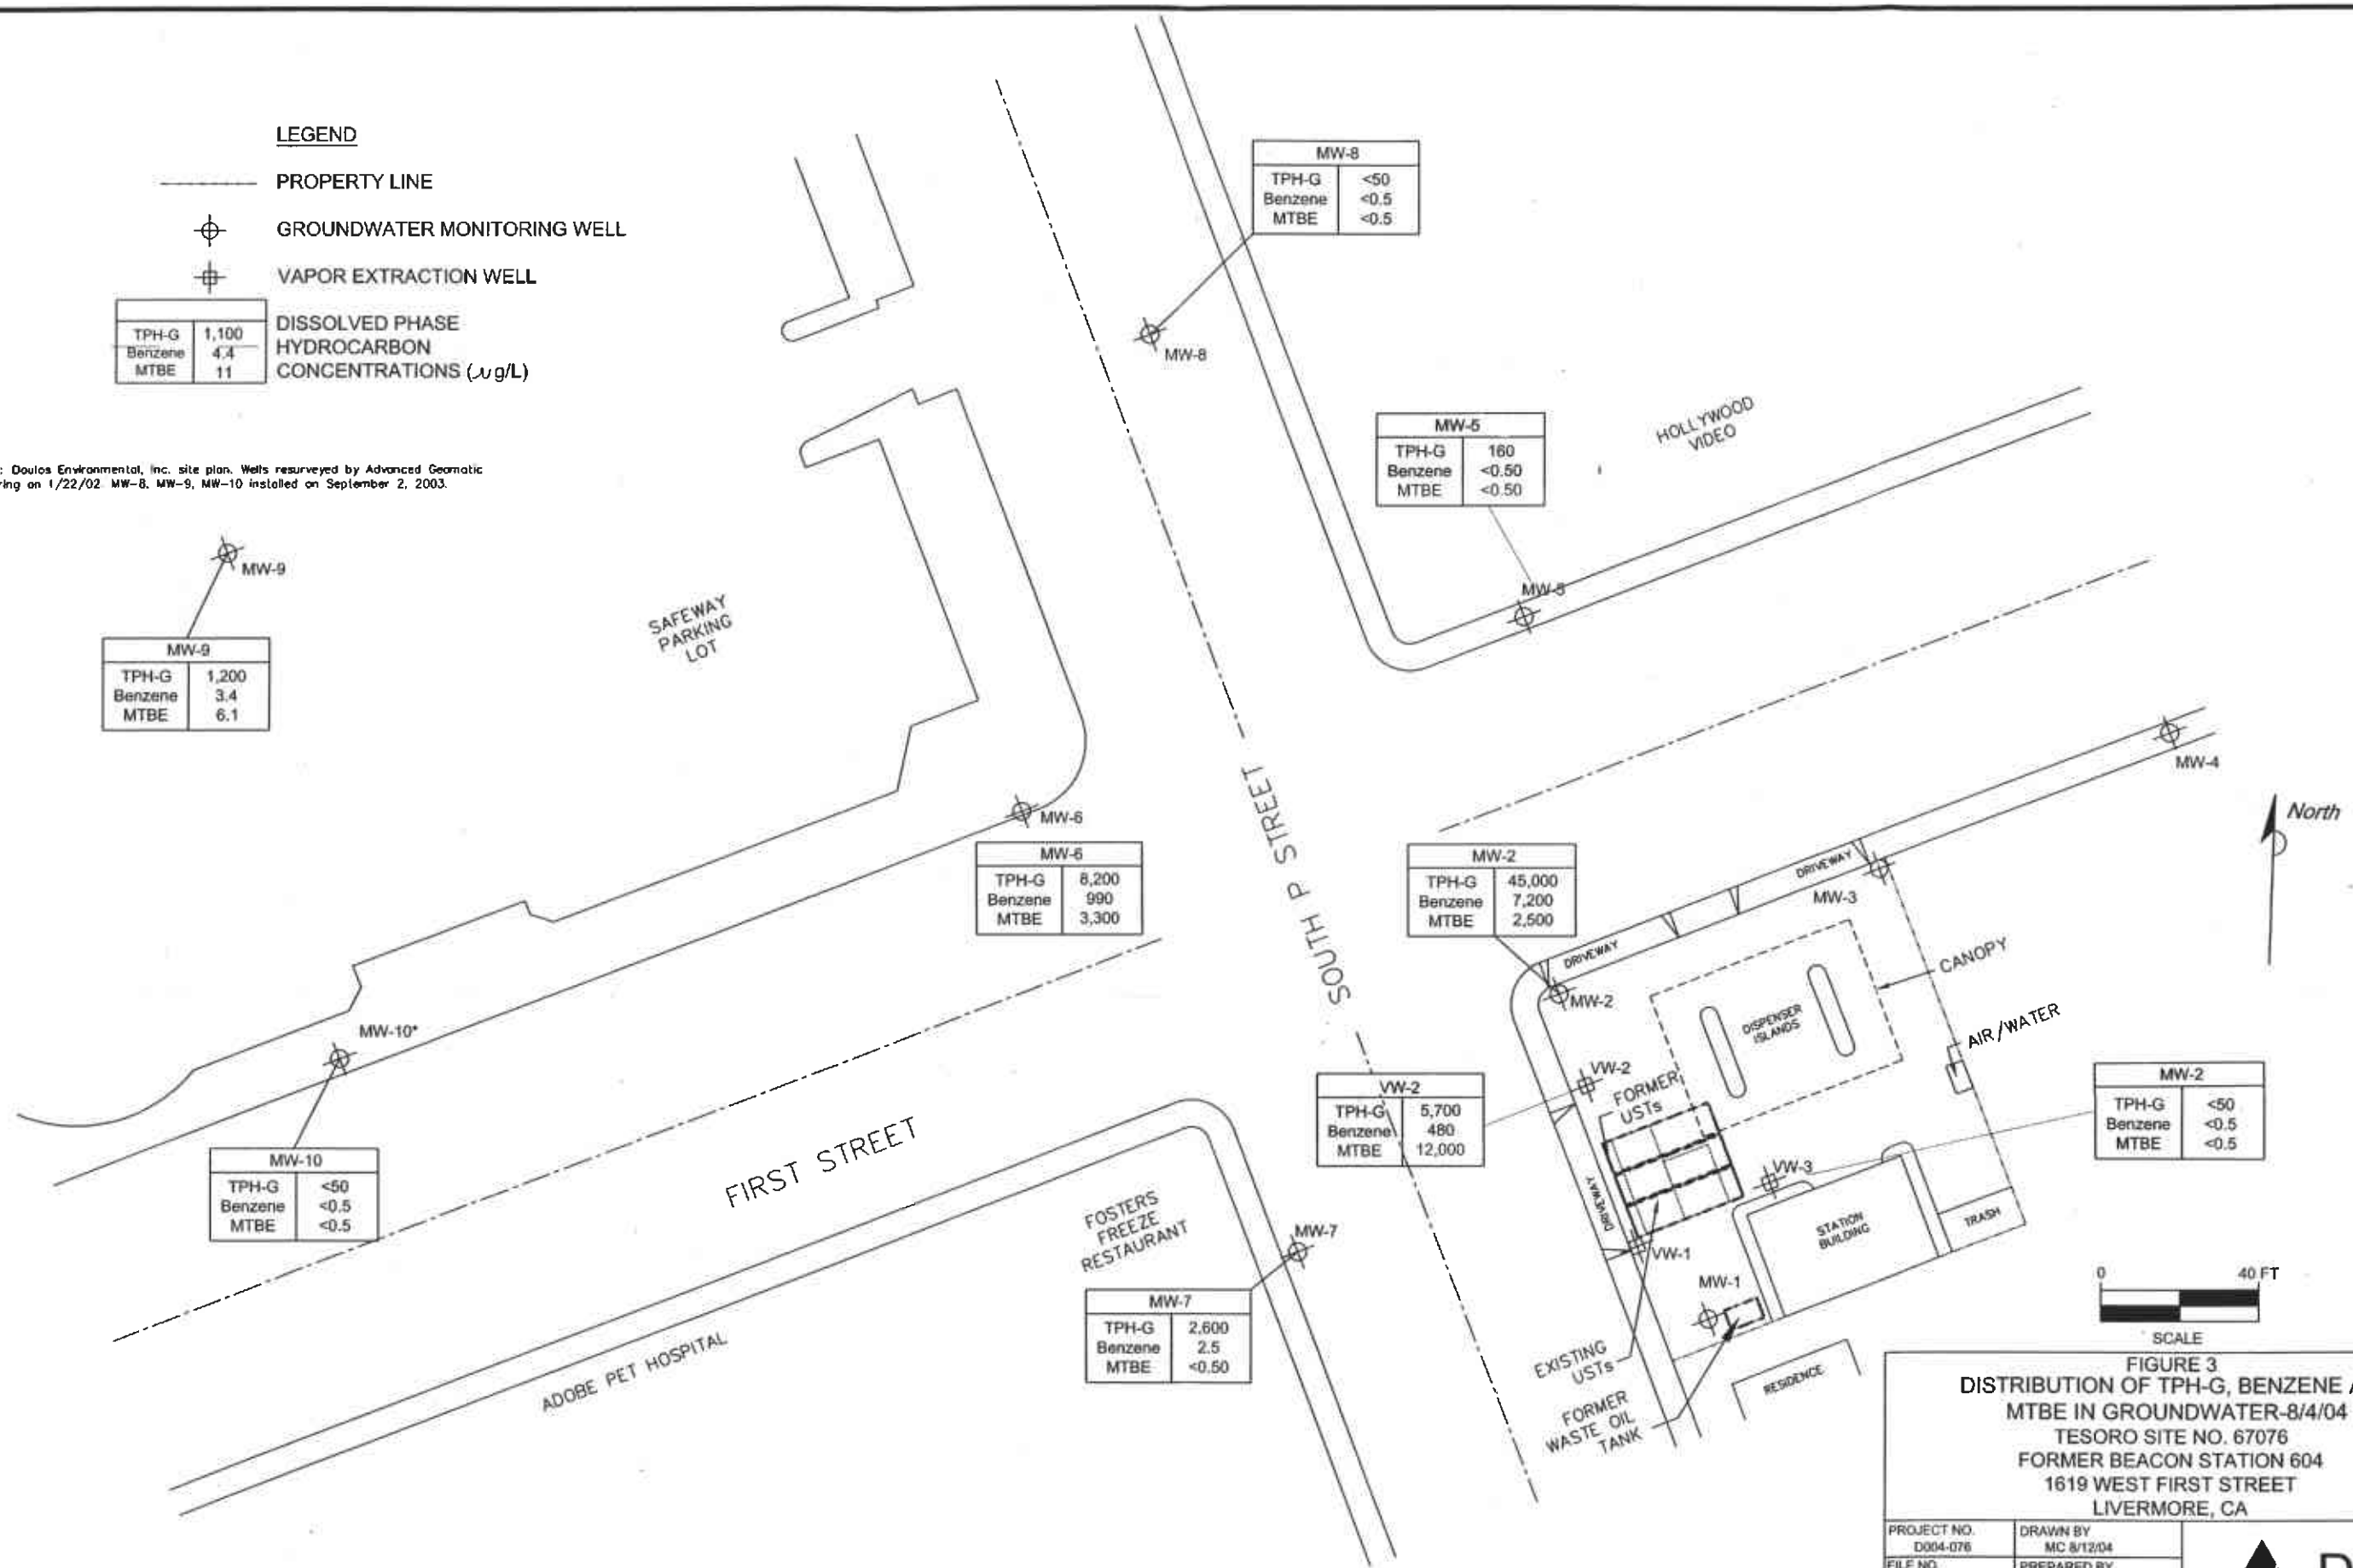 LEGEND
PROPERTY LINE
GROUNDWATER MONITORING WELL
VAPOR EXTRACTION WELL
TPH-G 1,100
Benzene 4.4
MTBE 11
DISSOLVED PHASE
HYDROCARBON
CONCENTRATIONS (µg/L)
: Doulos Environmental, Inc. site plan. Wells resurveyed by Advanced Geomatic
ring on 1/22/02. MW-8, MW-9, MW-10 installed on September 2, 2003.
MW-8
TPH-G <50
Benzene <0.5
MTBE <0.5
MW-8
MW-5
TPH-G 160
Benzene <0.50
MTBE <0.50
HOLLYWOOD
VIDEO
MW-5
MW-9
MW-9
TPH-G 1,200
Benzene 3.4
MTBE 6.1
SAFEWAY
PARKING
LOT
MW-4
North
MW-6
MW-6
TPH-G 8,200
Benzene 990
MTBE 3,300
SOUTH P STREET
MW-2
TPH-G 45,000
Benzene 7,200
MTBE 2,500
DRIVEWAY
MW-3
DRIVEWAY
MW-2
CANOPY
DISPENSER
ISLANDS
AIR/WATER
MW-10*
MW-10
TPH-G <50
Benzene <0.5
MTBE <0.5
FIRST STREET
VW-2
TPH-G 5,700
Benzene 480
MTBE 12,000
VW-2
FORMER
USTs
MW-2
TPH-G <50
Benzene <0.5
MTBE <0.5
VW-3
DRIVEWAY
STATION
BUILDING
TRASH
FOSTERS
FREEZE
RESTAURANT
MW-7
MW-7
TPH-G 2,600
Benzene 2.5
MTBE <0.50
VW-1
MW-1
ADOBE PET HOSPITAL
EXISTING
USTs
FORMER
WASTE OIL
TANK
RESIDENCE
0 40 FT
SCALE
FIGURE 3
DISTRIBUTION OF TPH-G, BENZENE
MTBE IN GROUNDWATER-8/4/04
TESORO SITE NO. 67076
FORMER BEACON STATION 604
1619 WEST FIRST STREET
LIVERMORE, CA
PROJECT NO.
D004-076
DRAWN BY
MC 8/12/04
FILE NO.
PREPARED BY